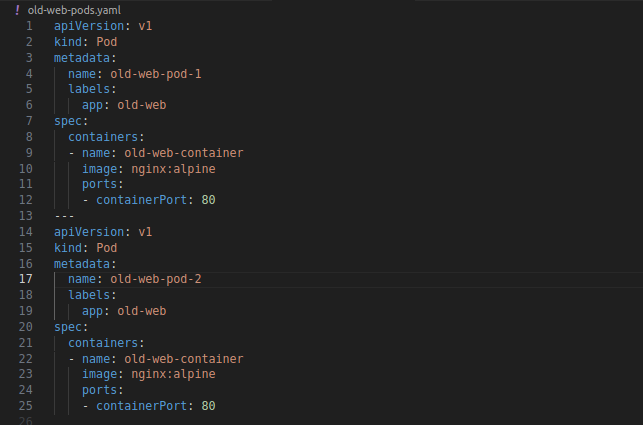 ! old-web-pods.yaml
1 apiVersion: v1
2 kind: Pod
3 metadata:
4   name: old-web-pod-1
5   labels:
6     app: old-web
7 spec:
8   containers:
9   - name: old-web-container
10     image: nginx:alpine
11     ports:
12     - containerPort: 80
13 ---
14 apiVersion: v1
15 kind: Pod
16 metadata:
17   name: old-web-pod-2
18   labels:
19     app: old-web
20 spec:
21   containers:
22   - name: old-web-container
23     image: nginx:alpine
24     ports:
25     - containerPort: 80
26